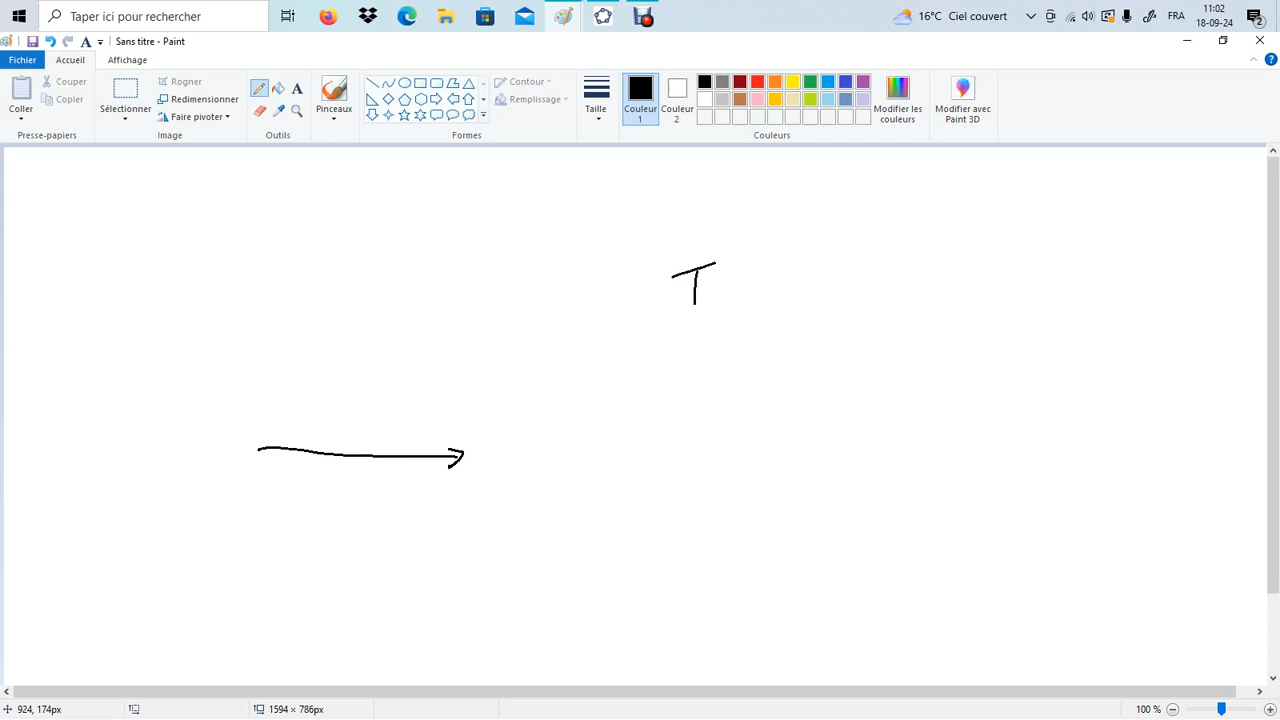 Taper ici pour rechercher
16°C Ciel couvert
FRA
11:02
18-09-24
2
Sans titre - Paint
Fichier
Accueil
Affichage
Coller
Couper
Copier
Presse-papiers
Sélectionner
Rogner
Redimensionner
Faire pivoter
Image
A
Outils
Pinceaux
Contour
Remplissage
Formes
Taille
Couleur 1
Couleur 2
Couleurs
Modifier les couleurs
Modifier avec Paint 3D
T
924, 174px
1594 × 786px
100 %